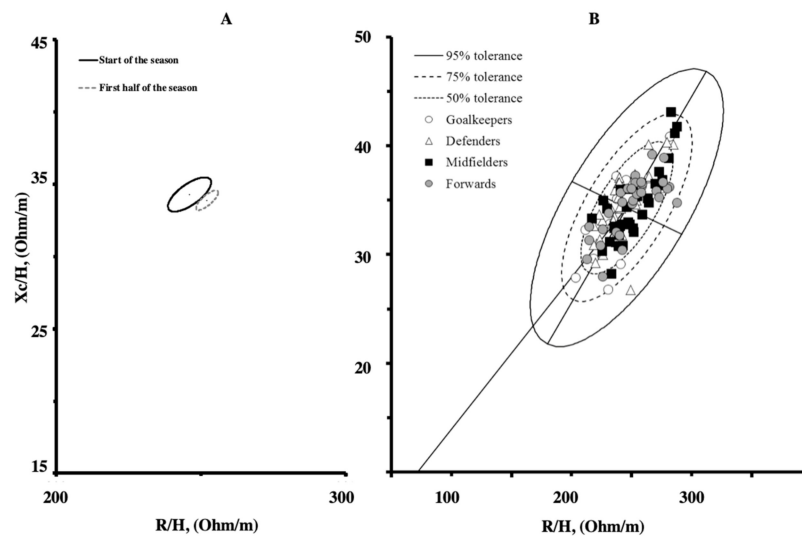 A
45
Start of the season
First half of the season
35
Xc/H, (Ohm/m)
25
15
200
300
R/H, (Ohm/m)
B
50
95% tolerance
75% tolerance
50% tolerance
Goalkeepers
Defenders
Midfielders
Forwards
40
30
20
100
200
300
R/H, (Ohm/m)